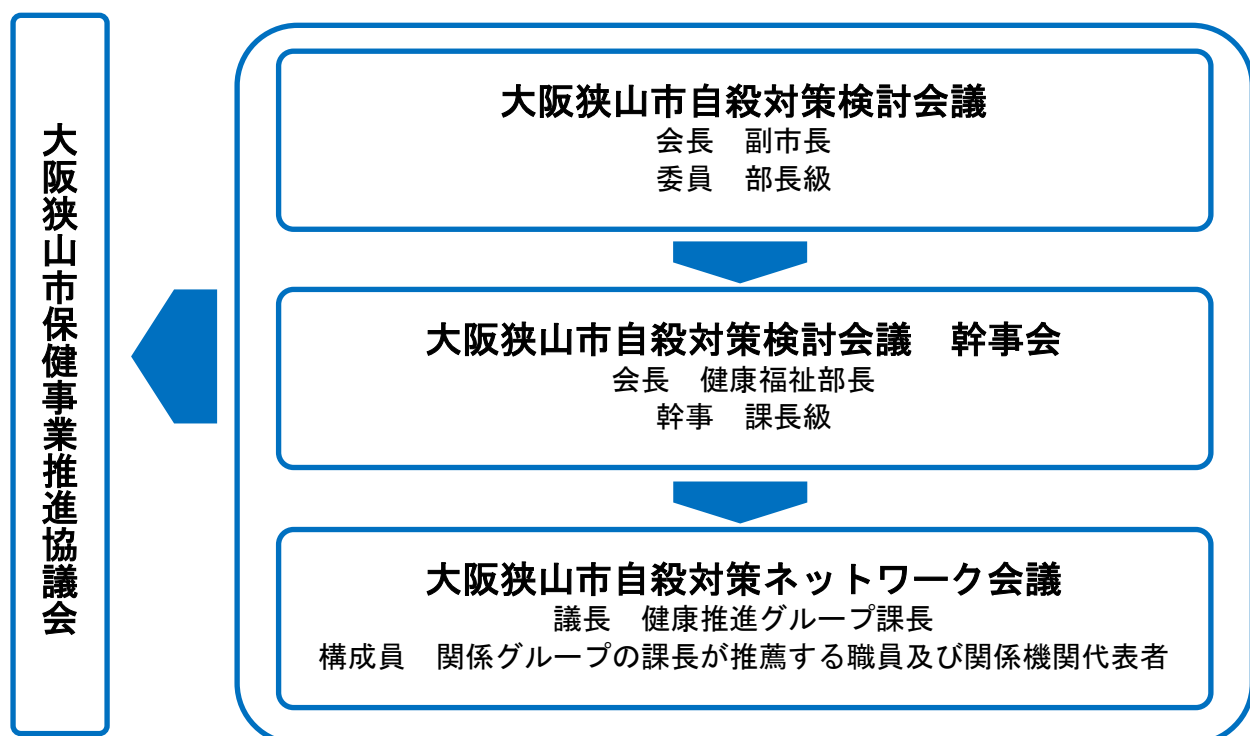 大阪狭山市保健事業推進協議会
大阪狭山市自殺対策検討会議
会長　副市長
委員　部長級
大阪狭山市自殺対策検討会議　幹事会
会長　健康福祉部長
幹事　課長級
大阪狭山市自殺対策ネットワーク会議
議長　健康推進グループ課長
構成員　関係グループの課長が推薦する職員及び関係機関代表者